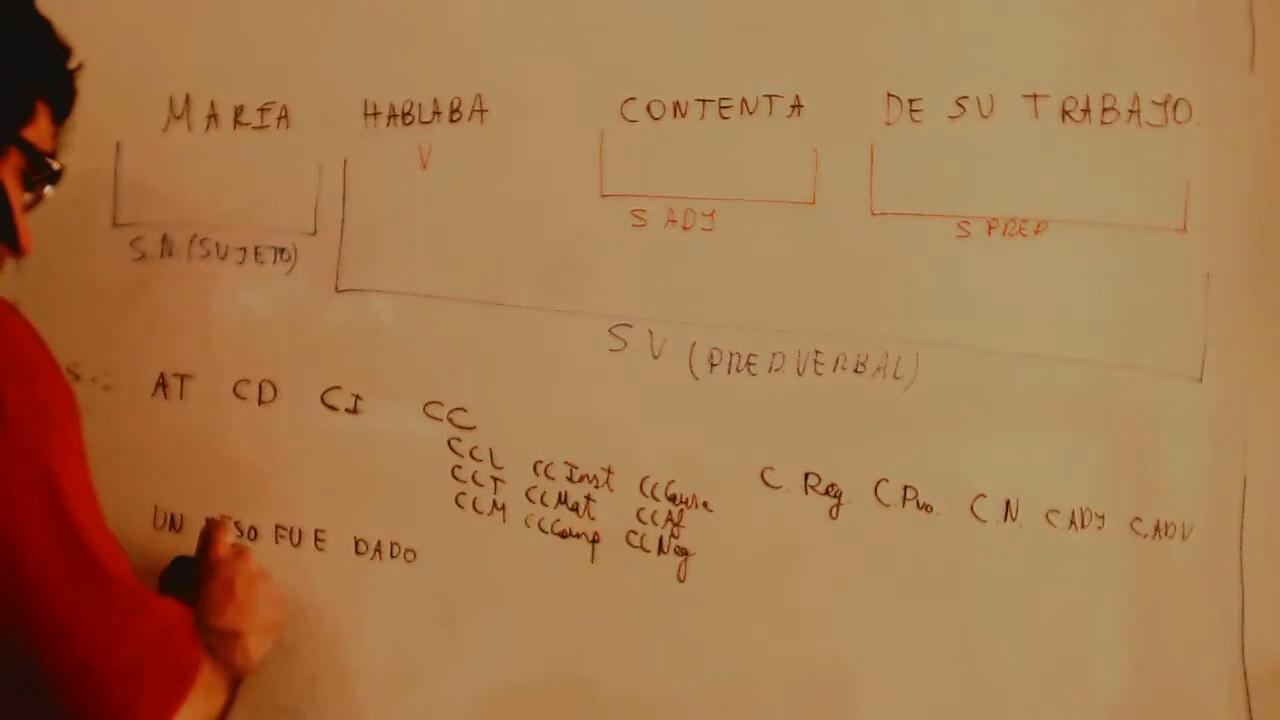 MARÍA HABLABA CONTENTA DE SU TRABAJO.
V
S ADJ S PREP
S.N. (SUJETO)
S.V (PRED. VERBAL)
AT CD CI CC
CCL CC Inst CC Causa
CCT CC Mat CC Af
CCM CC Comp CC Neg
C. Reg C. Pvo. C. N. C ADJ C. ADV
UN FUE DADO